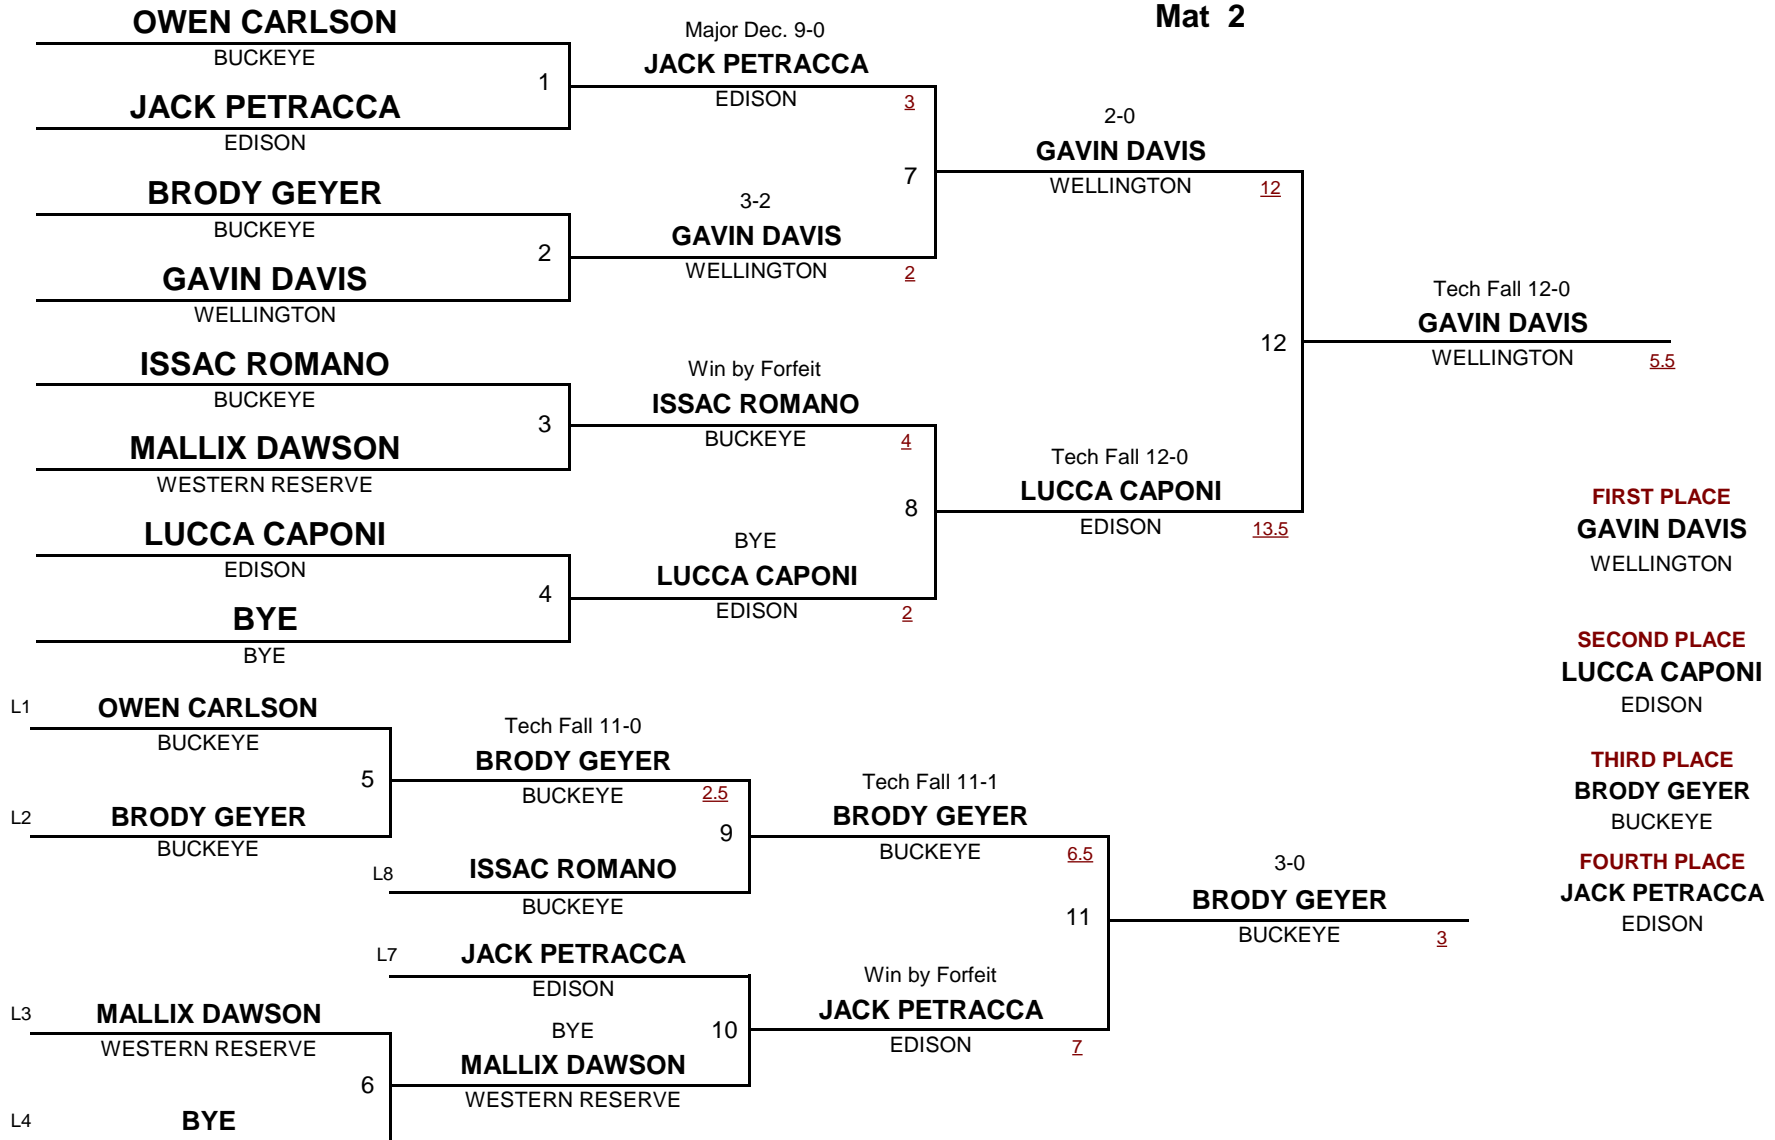 Mat 2
OWEN CARLSON
BUCKEYE
1
JACK PETRACCA
EDISON
Major Dec. 9-0
JACK PETRACCA
EDISON
3
BRODY GEYER
BUCKEYE
2
GAVIN DAVIS
WELLINGTON
3-2
GAVIN DAVIS
WELLINGTON
2
7
2-0
GAVIN DAVIS
WELLINGTON
12
ISSAC ROMANO
BUCKEYE
3
MALLIX DAWSON
WESTERN RESERVE
Win by Forfeit
ISSAC ROMANO
BUCKEYE
4
LUCCA CAPONI
EDISON
4
BYE
BYE
BYE
LUCCA CAPONI
EDISON
2
8
Tech Fall 12-0
LUCCA CAPONI
EDISON
13.5
12
Tech Fall 12-0
GAVIN DAVIS
WELLINGTON
5.5
FIRST PLACE
GAVIN DAVIS
WELLINGTON
SECOND PLACE
LUCCA CAPONI
EDISON
THIRD PLACE
BRODY GEYER
BUCKEYE
FOURTH PLACE
JACK PETRACCA
EDISON
L1
OWEN CARLSON
BUCKEYE
5
L2
BRODY GEYER
BUCKEYE
Tech Fall 11-0
BRODY GEYER
BUCKEYE
2.5
9
L8
ISSAC ROMANO
BUCKEYE
Tech Fall 11-1
BRODY GEYER
BUCKEYE
6.5
L7
JACK PETRACCA
EDISON
L3
MALLIX DAWSON
WESTERN RESERVE
6
L4
BYE
BYE
MALLIX DAWSON
WESTERN RESERVE
10
Win by Forfeit
JACK PETRACCA
EDISON
7
11
3-0
BRODY GEYER
BUCKEYE
3